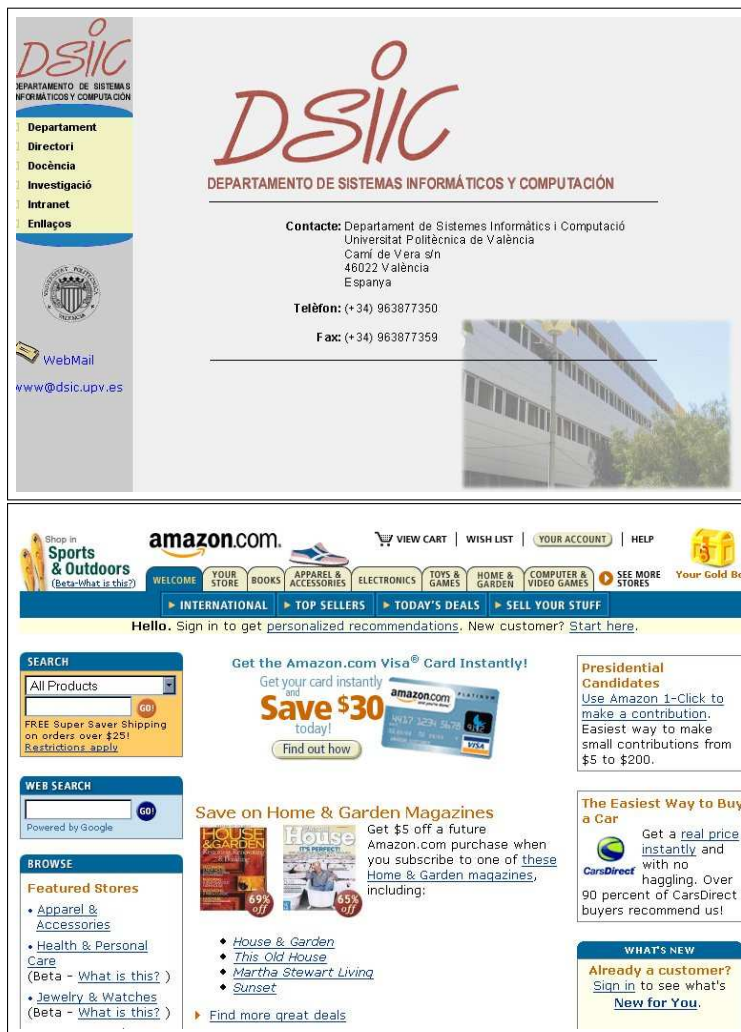 DSIIC
DEPARTAMENTO DE SISTEMAS
INFORMÁTICOS Y COMPUTACIÓN
Departament
Directori
Docència
Investigació
Intranet
Enllaços
WebMail
www@dsic.upv.es
DSIIC
DEPARTAMENTO DE SISTEMAS INFORMÁTICOS Y COMPUTACIÓN
Contacte: Departament de Sistemes Informàtics i Computació
Universitat Politècnica de València
Camí de Vera s/n
46022 València
Espanya
Telèfon: (+34) 963877350
Fax: (+34) 963877359
Shop in
Sports
& Outdoors
(Beta-What is this?)
amazon.com.
VIEW CART | WISH LIST | YOUR ACCOUNT | HELP
WELCOME
YOUR STORE
BOOKS
APPAREL & ACCESSORIES
ELECTRONICS
TOYS & GAMES
HOME & GARDEN
COMPUTER & VIDEO GAMES
SEE MORE STORES
Your Gold Bo
INTERNATIONAL
TOP SELLERS
TODAY'S DEALS
SELL YOUR STUFF
Hello. Sign in to get personalized recommendations. New customer? Start here.
SEARCH
All Products
GO!
FREE Super Saver Shipping
on orders over $25!
Restrictions apply
WEB SEARCH
GO!
Powered by Google
BROWSE
Featured Stores
• Apparel &
Accessories
• Health & Personal
Care
(Beta - What is this? )
• Jewelry & Watches
(Beta - What is this? )
Get the Amazon.com Visa® Card Instantly!
Get your card instantly
and
Save $30
today!
Find out how
amazon.com
PLATINUM
VISA
Save on Home & Garden Magazines
HOUSE
&GARDEN
69%
off
House
65%
off
Get $5 off a future
Amazon.com purchase when
you subscribe to one of these
Home & Garden magazines,
including:
◆ House & Garden
◆ This Old House
◆ Martha Stewart Living
◆ Sunset
Find more great deals
Presidential
Candidates
Use Amazon 1-Click to
make a contribution.
Easiest way to make
small contributions from
$5 to $200.
The Easiest Way to Buy
a Car
CarsDirect
Get a real price
instantly and
with no
haggling. Over
90 percent of CarsDirect
buyers recommend us!
WHAT'S NEW
Already a customer?
Sign in to see what's
New for You.